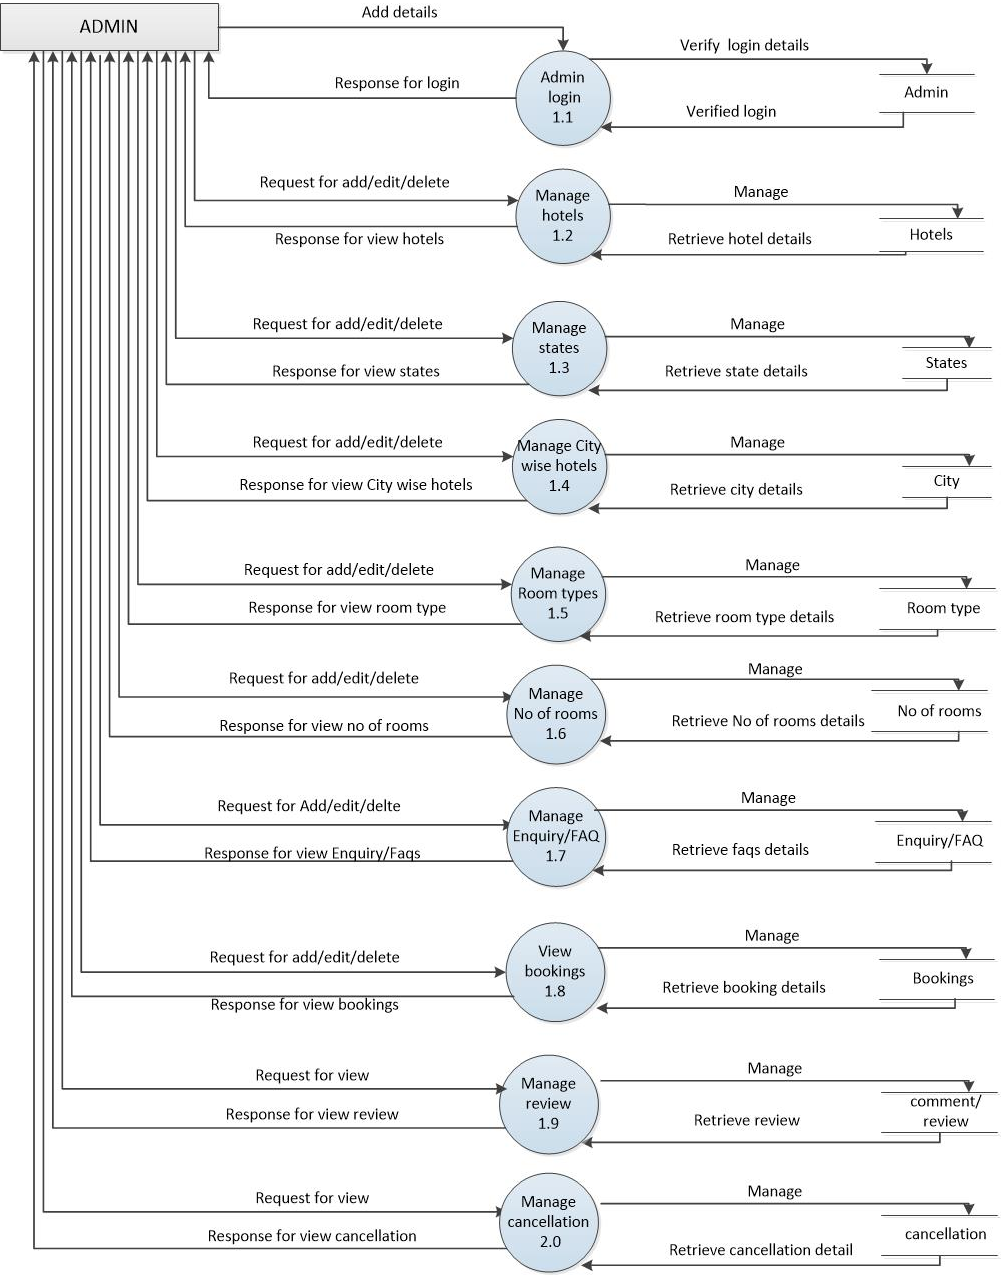 ADMIN
Add details
Verify login details
Response for login
Admin
login
1.1
Admin
Verified login
Request for add/edit/delete
Manage
hotels
1.2
Manage
Response for view hotels
Retrieve hotel details
Hotels
Request for add/edit/delete
Manage
states
1.3
Manage
Response for view states
Retrieve state details
States
Request for add/edit/delete
Manage City
wise hotels
1.4
Manage
Response for view City wise hotels
Retrieve city details
City
Request for add/edit/delete
Manage
Room types
1.5
Manage
Response for view room type
Retrieve room type details
Room type
Request for add/edit/delete
Manage
No of rooms
1.6
Manage
Response for view no of rooms
Retrieve No of rooms details
No of rooms
Request for Add/edit/delte
Manage
Enquiry/FAQ
1.7
Manage
Response for view Enquiry/Faqs
Retrieve faqs details
Enquiry/FAQ
Request for add/edit/delete
View
bookings
1.8
Manage
Response for view bookings
Retrieve booking details
Bookings
Request for view
Manage
review
1.9
Manage
Response for view review
Retrieve review
comment/
review
Request for view
Manage
cancellation
2.0
Manage
Response for view cancellation
Retrieve cancellation detail
cancellation